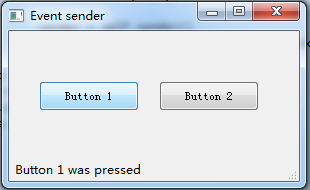 Event sender
Button 1 Button 2
Button 1 was pressed